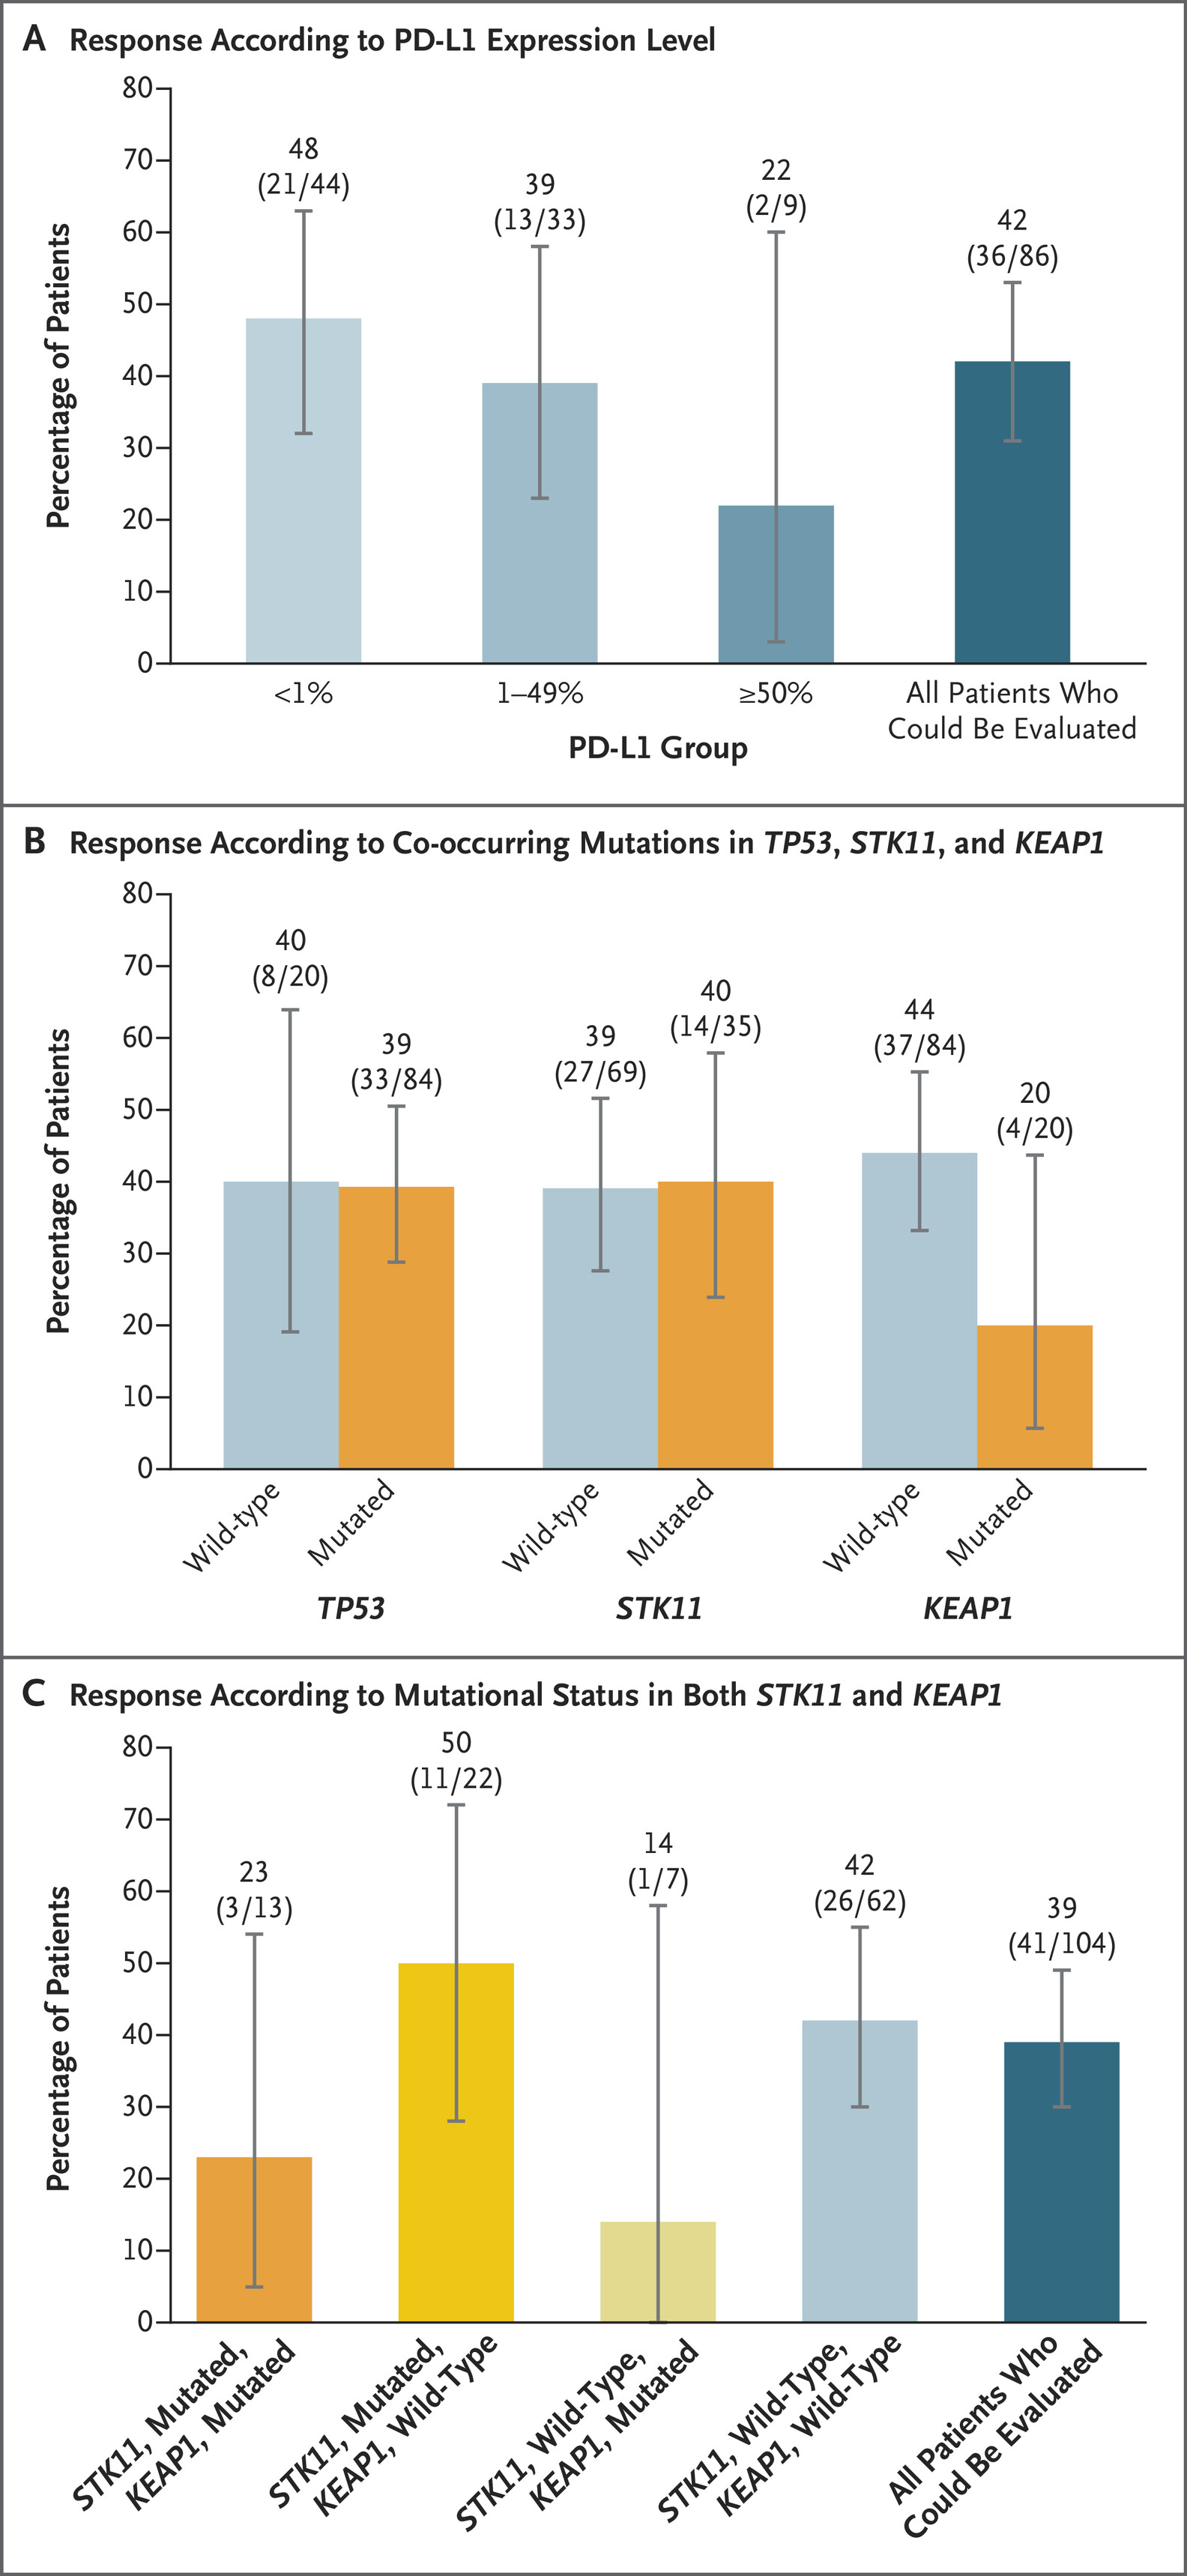 A Response According to PD-L1 Expression Level
80
70
60
50
40
30
20
10
0
Percentage of Patients
48
(21/44)
39
(13/33)
22
(2/9)
42
(36/86)
<1%
1–49%
≥50%
All Patients Who
Could Be Evaluated
PD-L1 Group
B Response According to Co-occurring Mutations in TP53, STK11, and KEAP1
80
70
60
50
40
30
20
10
0
Percentage of Patients
40
(8/20)
39
(33/84)
39
(27/69)
40
(14/35)
44
(37/84)
20
(4/20)
Wild-type
Mutated
Wild-type
Mutated
Wild-type
Mutated
TP53
STK11
KEAP1
C Response According to Mutational Status in Both STK11 and KEAP1
80
70
60
50
40
30
20
10
0
Percentage of Patients
23
(3/13)
50
(11/22)
14
(1/7)
42
(26/62)
39
(41/104)
STK11, Mutated,
KEAP1, Mutated
STK11, Mutated,
KEAP1, Wild-Type
STK11, Wild-Type,
KEAP1, Mutated
STK11, Wild-Type,
KEAP1, Wild-Type
All Patients Who
Could Be Evaluated